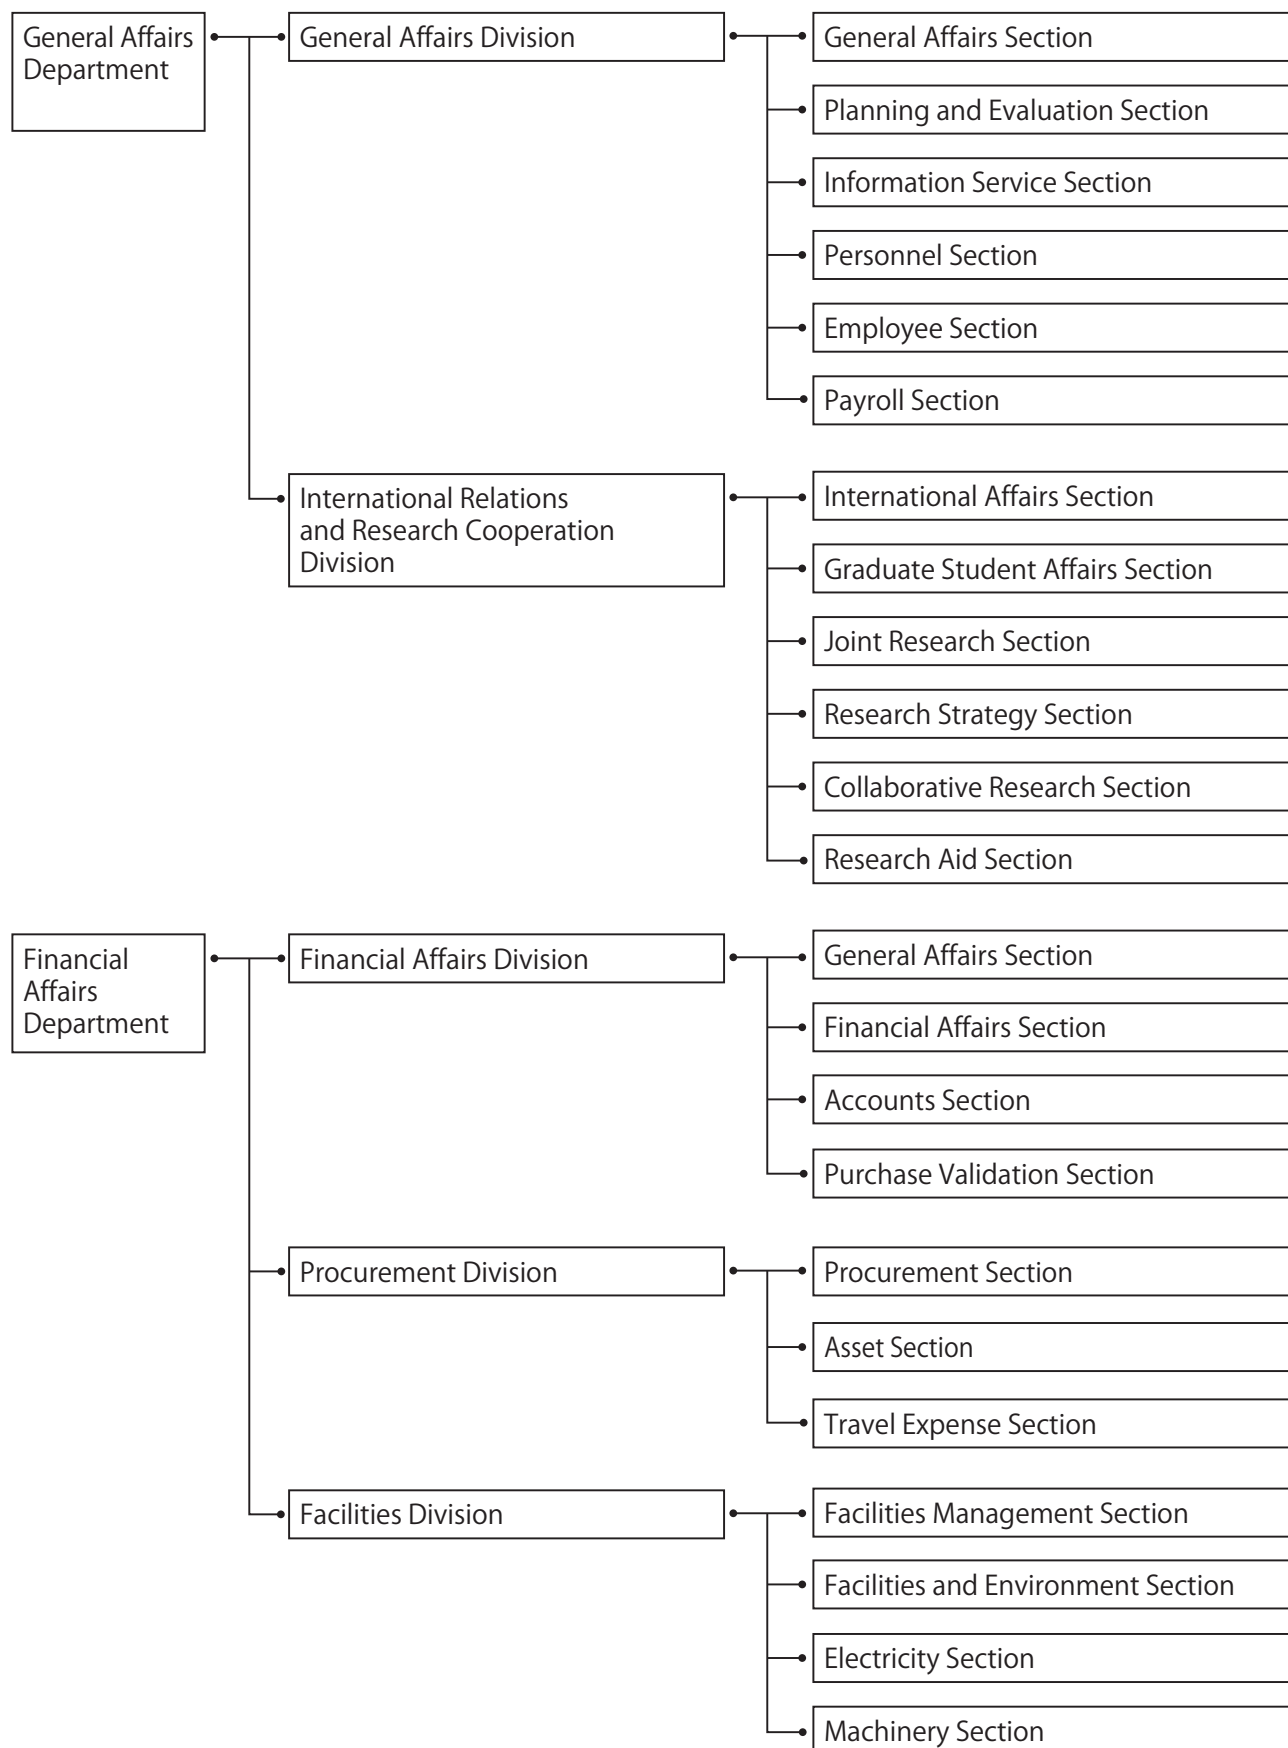 General Affairs
Department
General Affairs Division
General Affairs Section
Planning and Evaluation Section
Information Service Section
Personnel Section
Employee Section
Payroll Section
International Relations
and Research Cooperation
Division
International Affairs Section
Graduate Student Affairs Section
Joint Research Section
Research Strategy Section
Collaborative Research Section
Research Aid Section
Financial
Affairs
Department
Financial Affairs Division
General Affairs Section
Financial Affairs Section
Accounts Section
Purchase Validation Section
Procurement Division
Procurement Section
Asset Section
Travel Expense Section
Facilities Division
Facilities Management Section
Facilities and Environment Section
Electricity Section
Machinery Section